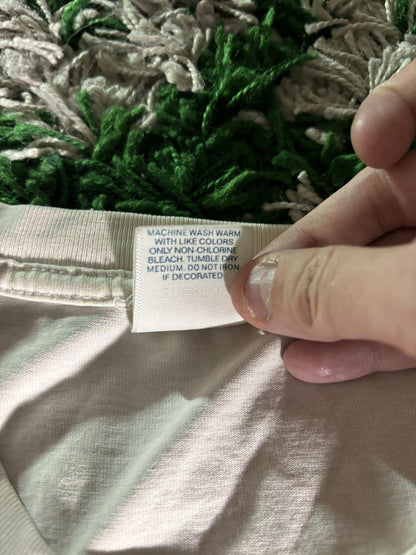 MACHINE WASH WARM
WITH LIKE COLORS
ONLY NON-CHLORINE
BLEACH. TUMBLE DRY
MEDIUM. DO NOT IRON
IF DECORATED